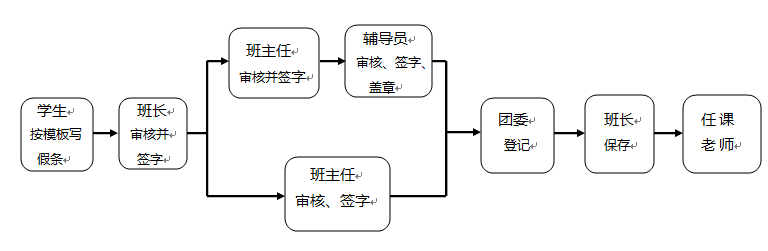 学生
按模板写
假条
班长
审核并
签字
班主任
审核并签字
辅导员
审核、签字、
盖章
班主任
审核、签字
团委
登记
班长
保存
任课
老师